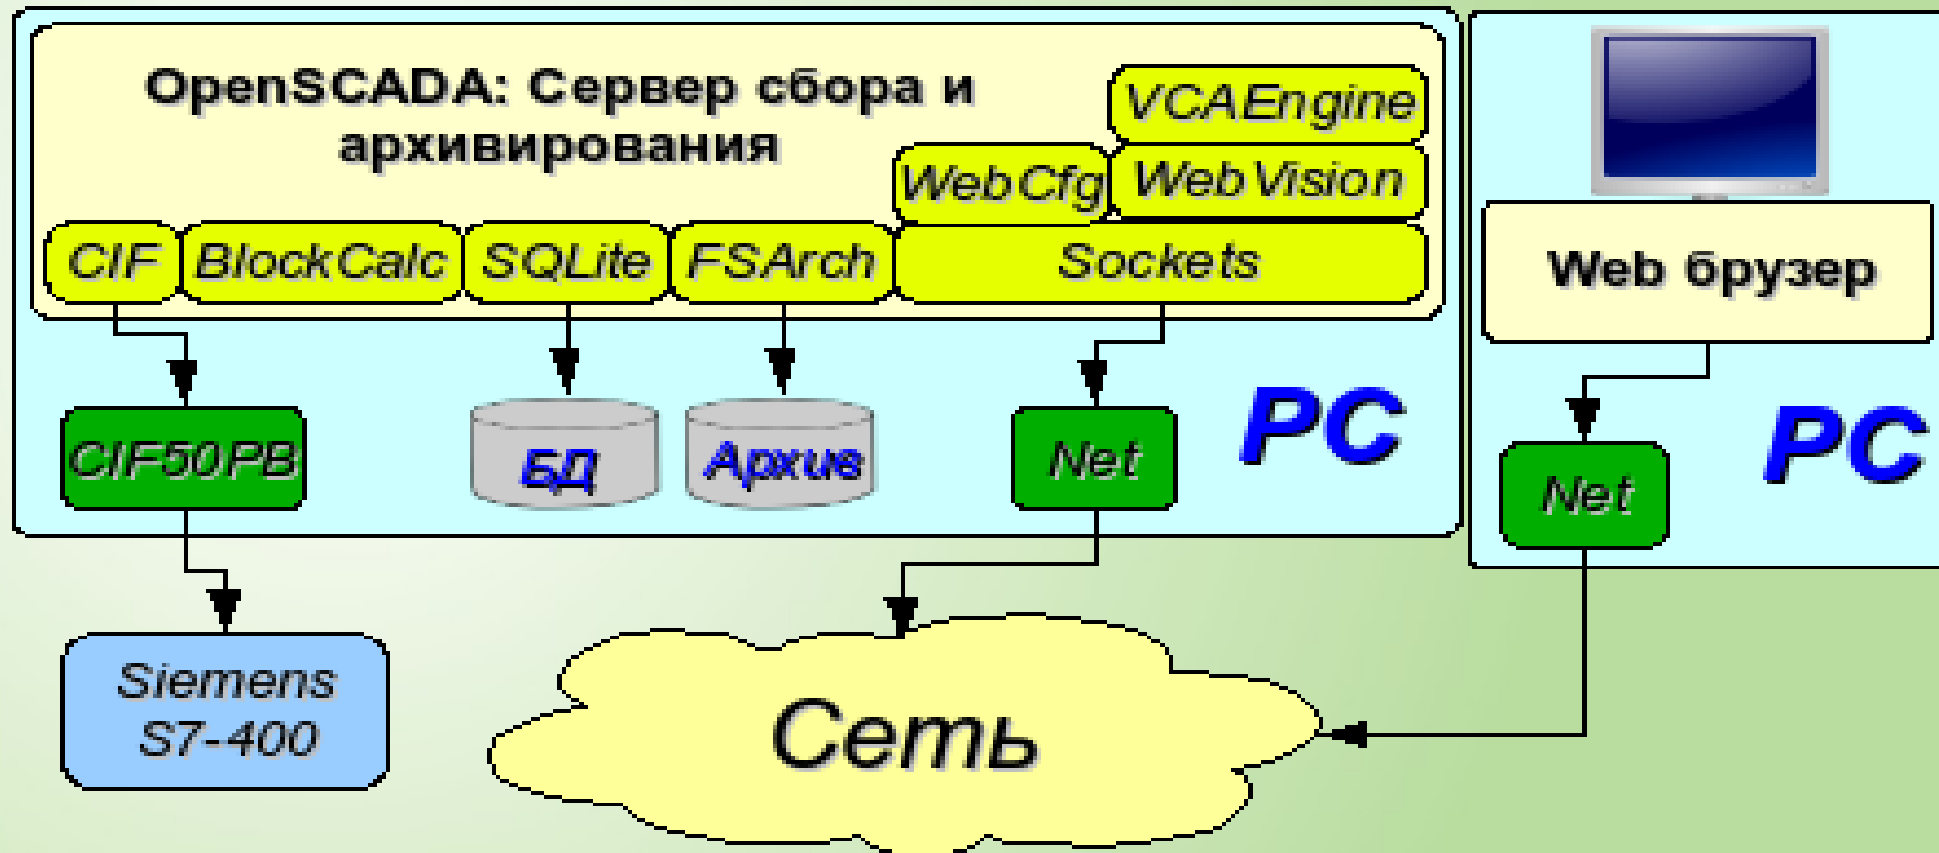 OpenSCADA: Сервер сбора и
архивирования
VCAEngine
WebCfg
WebVision
CIF
BlockCalc
SQLite
FSArch
Sockets
Web брузер
CIF50PB
БД
Архив
Net
PC
Net
PC
Siemens
S7-400
Сеть